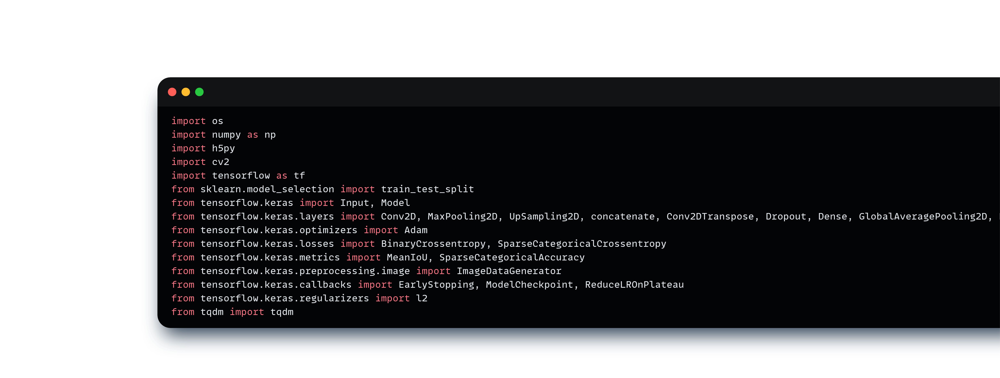 import os
import numpy as np
import h5py
import cv2
import tensorflow as tf
from sklearn.model_selection import train_test_split
from tensorflow.keras import Input, Model
from tensorflow.keras.layers import Conv2D, MaxPooling2D, UpSampling2D, concatenate, Conv2DTranspose, Dropout, Dense, GlobalAveragePooling2D,
from tensorflow.keras.optimizers import Adam
from tensorflow.keras.losses import BinaryCrossentropy, SparseCategoricalCrossentropy
from tensorflow.keras.metrics import MeanIoU, SparseCategoricalAccuracy
from tensorflow.keras.preprocessing.image import ImageDataGenerator
from tensorflow.keras.callbacks import EarlyStopping, ModelCheckpoint, ReduceLROnPlateau
from tensorflow.keras.regularizers import l2
from tqdm import tqdm